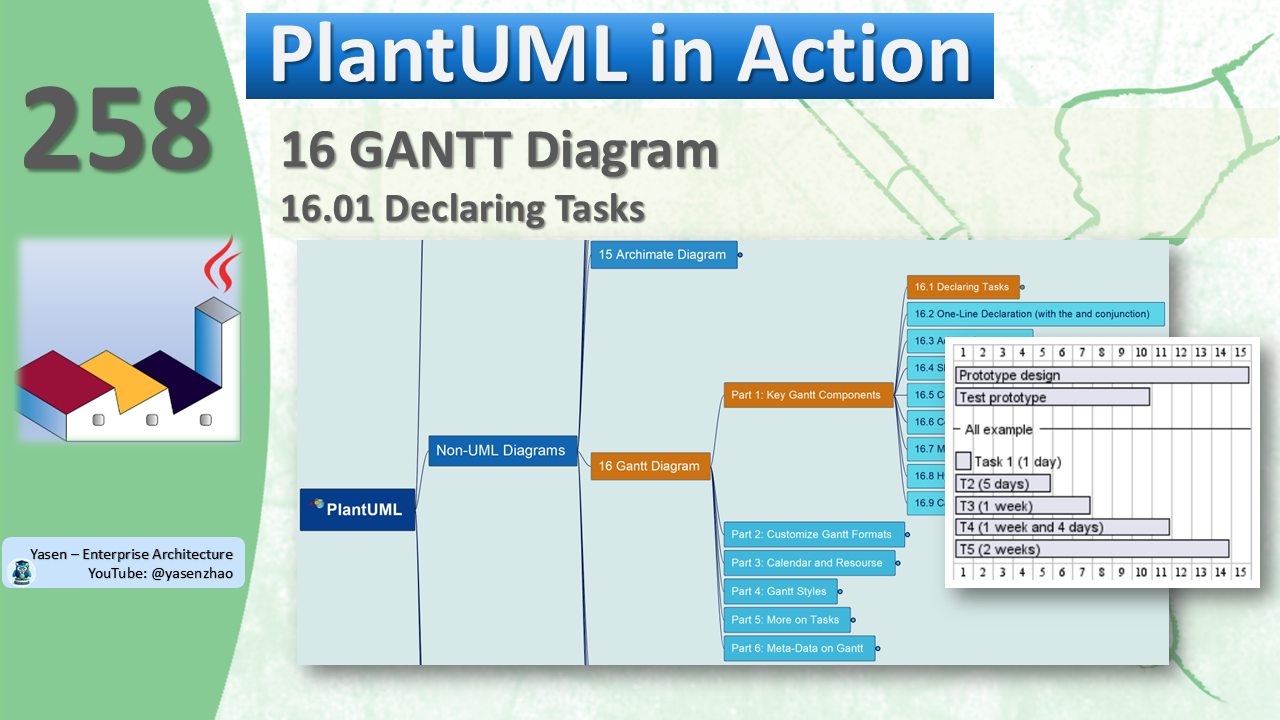 PlantUML in Action
258
16 GANTT Diagram
16.01 Declaring Tasks
15 Archimate Diagram
16.1 Declaring Tasks
16.2 One-Line Declaration (with the and conjunction)
16.3
16.4
16.5
16.6
16.7
16.8
16.9
Part 1: Key Gantt Components
Non-UML Diagrams
16 Gantt Diagram
PlantUML
Part 2: Customize Gantt Formats
Part 3: Calendar and Resourse
Part 4: Gantt Styles
Part 5: More on Tasks
Part 6: Meta-Data on Gantt
1 2 3 4 5 6 7 8 9 10 11 12 13 14 15
Prototype design
Test prototype
All example
Task 1 (1 day)
T2 (5 days)
T3 (1 week)
T4 (1 week and 4 days)
T5 (2 weeks)
1 2 3 4 5 6 7 8 9 10 11 12 13 14 15
Yasen – Enterprise Architecture
YouTube: @yasenzhao